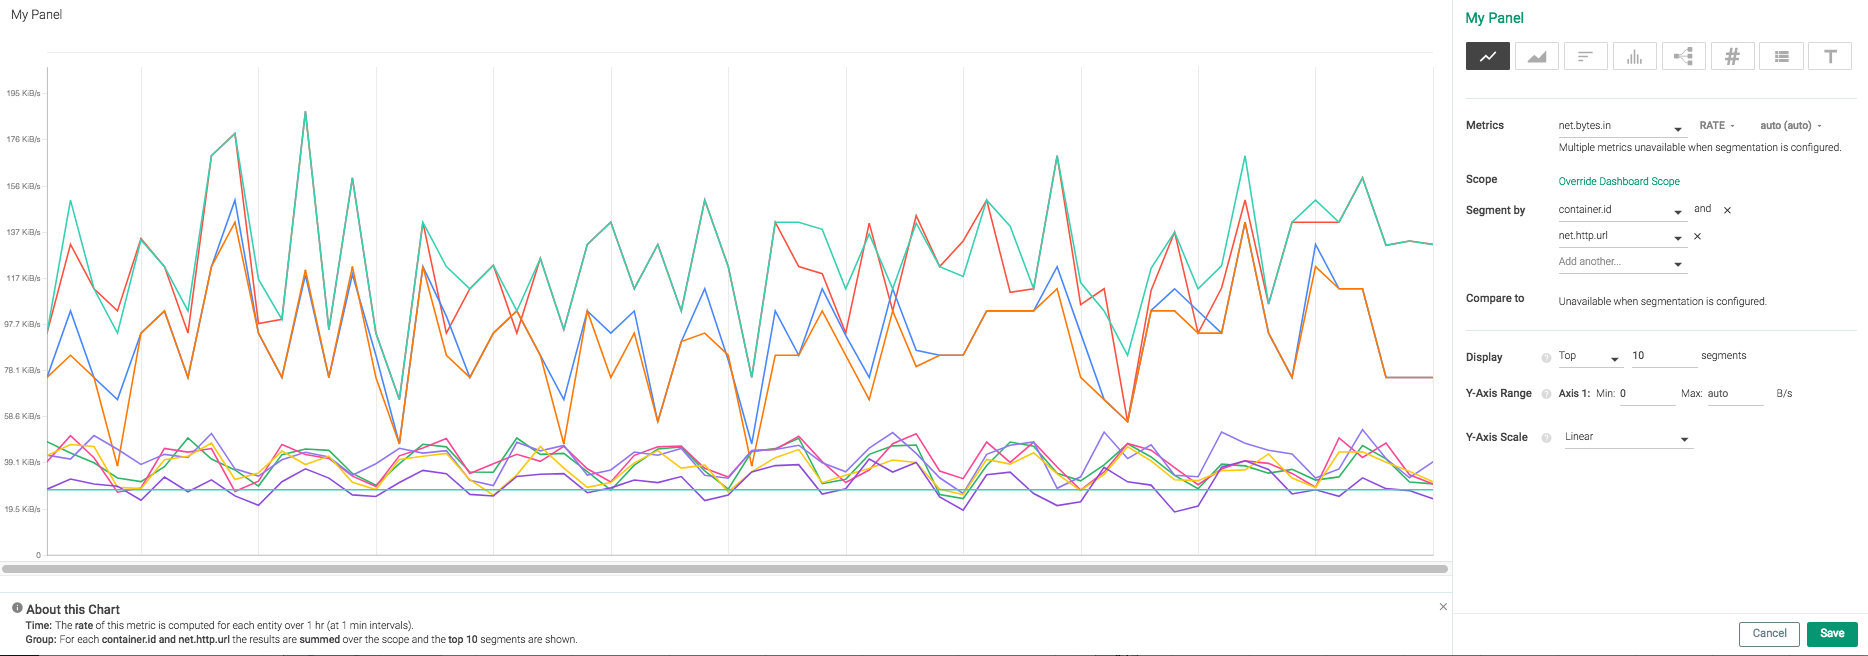 My Panel
195 KiB/s
176 KiB/s
156 KiB/s
137 KiB/s
117 KiB/s
97.7 KiB/s
78.1 KiB/s
58.6 KiB/s
39.1 KiB/s
19.5 KiB/s
0
About this Chart
Time: The rate of this metric is computed for each entity over 1 hr (at 1 min intervals).
Group: For each container.id and net.http.url the results are summed over the scope and the top 10 segments are shown.
My Panel
#
T
Metrics net.bytes.in RATE auto (auto)
Multiple metrics unavailable when segmentation is configured.
Scope Override Dashboard Scope
Segment by container.id and
net.http.url
Add another...
Compare to Unavailable when segmentation is configured.
Display Top 10 segments
Y-Axis Range Axis 1: Min: 0 Max: auto B/s
Y-Axis Scale Linear
Cancel Save